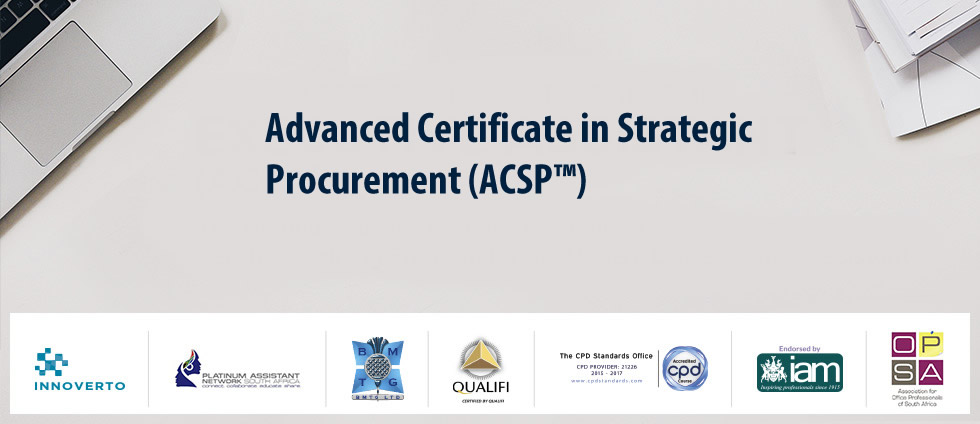 Advanced Certificate in Strategic
Procurement (ACSP™)
INNOVERTO
PLATINUM ASSISTANT
NETWORK SOUTH AFRICA
connect collaborate educate share
B M
T G
BMTG LTD
QUALIFI
CERTIFIED BY QUALIFI
The CPD Standards Office
CPD PROVIDER: 21226
2015 - 2017
www.cpdstandards.com
Accredited
cpd
Course
Endorsed by
iam
Inspiring professionals since 1915
OP
SA
Association for
Office Professionals
of South Africa